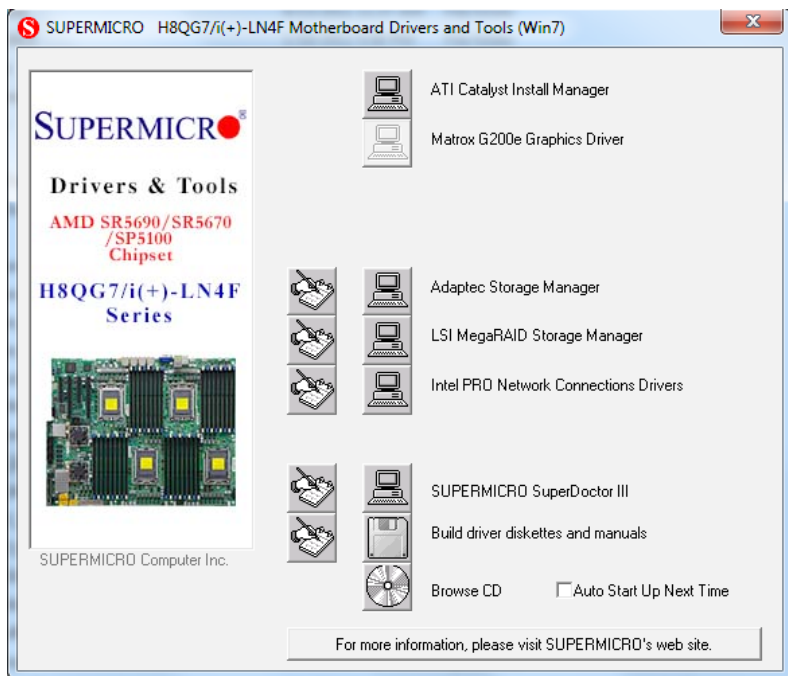 SUPERMICRO H8QG7/i(+)-LN4F Motherboard Drivers and Tools (Win7)
SUPERMICRO
Drivers & Tools
AMD SR5690/SR5670
/SP5100
Chipset
H8QG7/i(+)-LN4F
Series
SUPERMICRO Computer Inc.
ATI Catalyst Install Manager
Matrox G200e Graphics Driver
Adaptec Storage Manager
LSI MegaRAID Storage Manager
Intel PRO Network Connections Drivers
SUPERMICRO SuperDoctor III
Build driver diskettes and manuals
Browse CD Auto Start Up Next Time
For more information, please visit SUPERMICRO's web site.